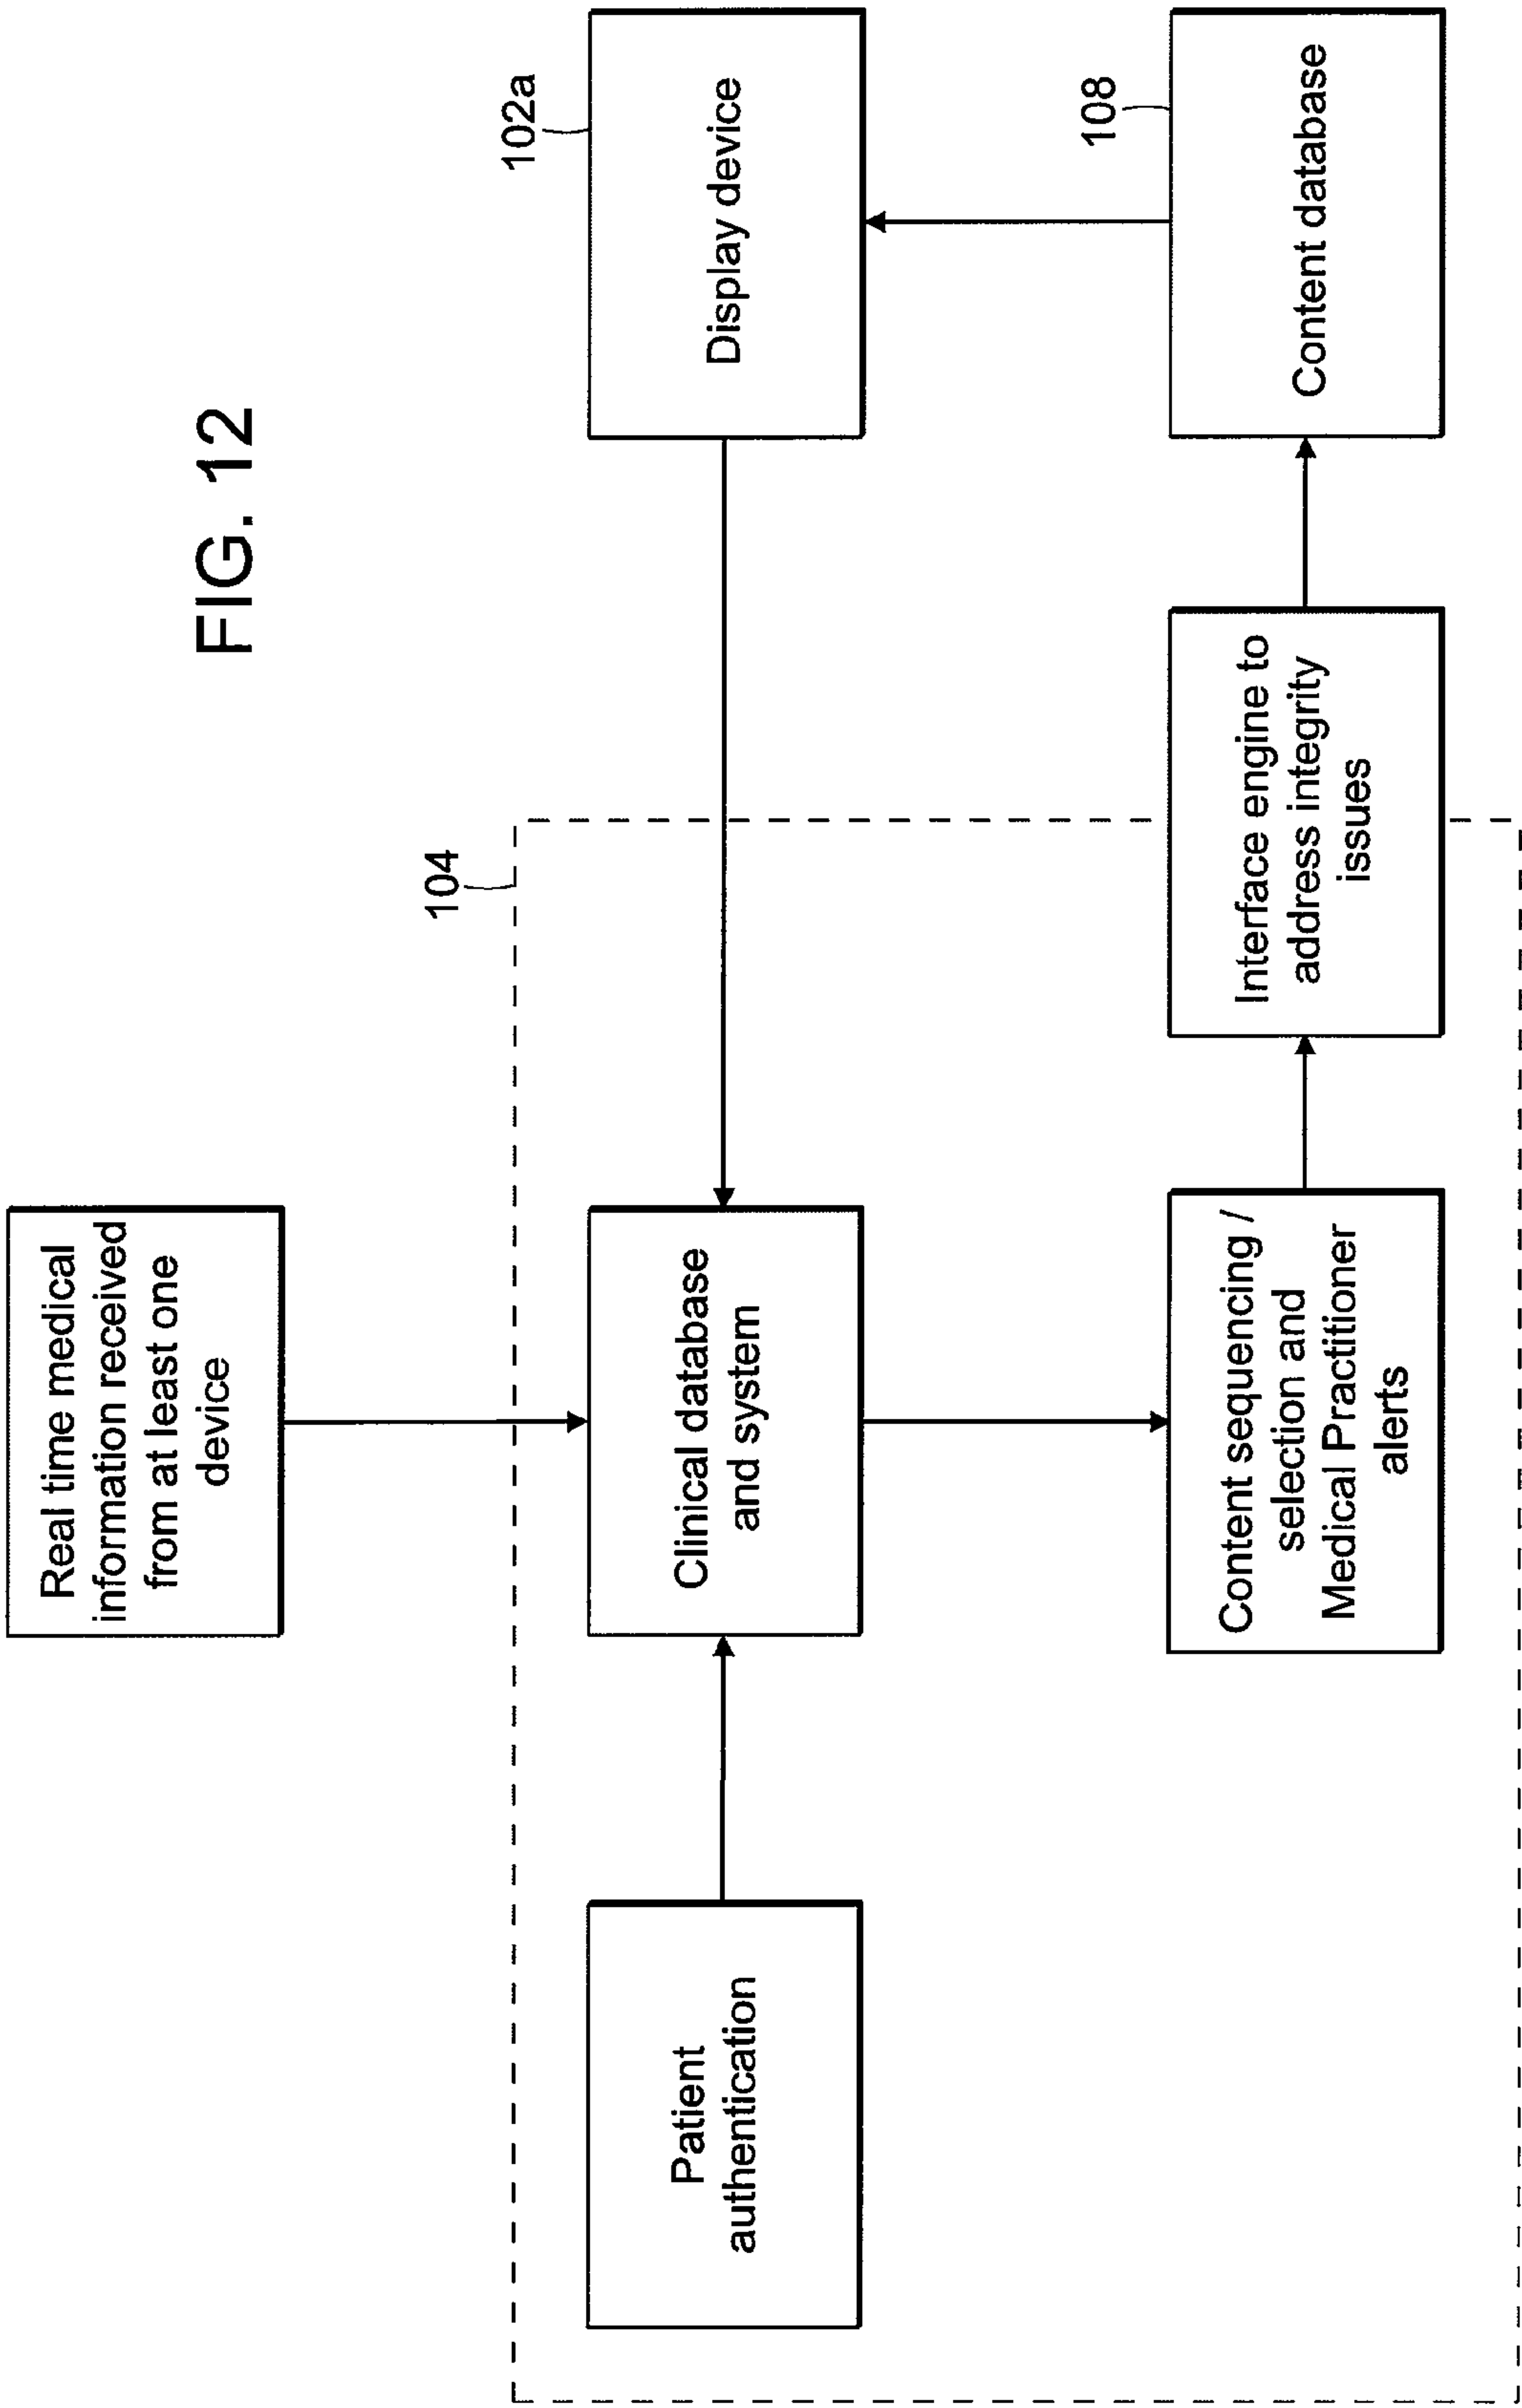 FIG. 12
Real time medical
information received
from at least one
device
104
102a
Patient
authentication
Clinical database
and system
Display device
108
Content sequencing /
selection and
Medical Practitioner
alerts
Interface engine to
address integrity
issues
Content database